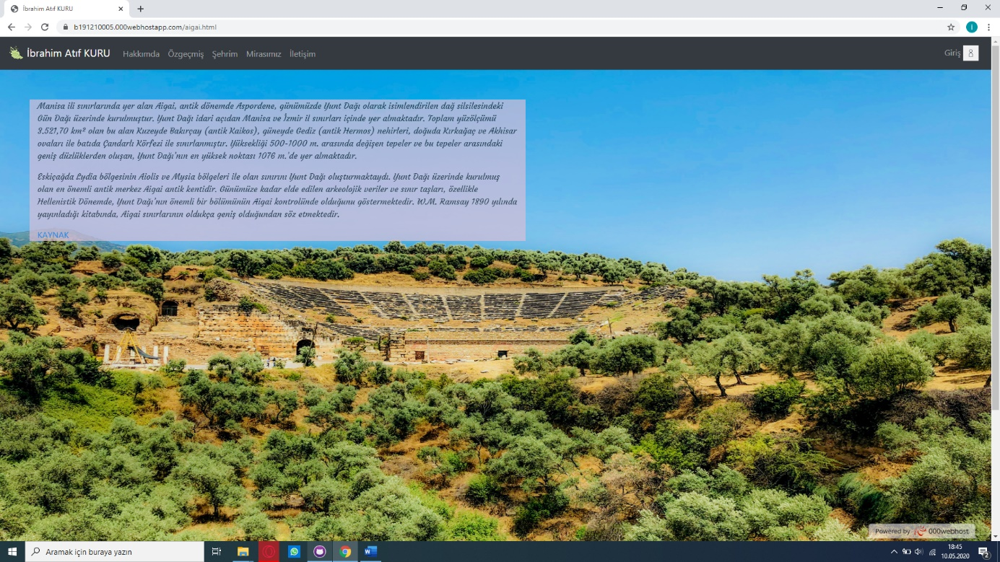 İbrahim Atıf KURU
b191210005.000webhostapp.com/aigai.html
İbrahim Atıf KURU Hakkımda Özgeçmiş Şehrim Mirasımız İletişim Giriş
Manisa ili sınırlarında yer alan Aigai, antik dönemde Aspordene, günümüzde Yunt Dağı olarak isimlendirilen dağ silsilesindeki
Gün Dağı üzerinde kurulmuştur. Yunt Dağı idari açıdan Manisa ve İzmir il sınırları içinde yer almaktadır. Toplam yüzölçümü
3.521,70 km² olan bu alan Kuzeyde Bakırçay (antik Kaikos), güneyde Gediz (antik Hermos) nehirleri, doğuda Kırkağaç ve Akhisar
ovaları ile batıda Çandarlı Körfezi ile sınırlanmıştır. Yüksekliği 500-1000 m. arasında değişen tepeler ve bu tepeler arasındaki
geniş düzlüklerden oluşan, Yunt Dağı’nın en yüksek noktası 1076 m.'de yer almaktadır.
Eskiçağda Lydia bölgesinin Aiolis ve Mysia bölgeleri ile olan sınırını Yunt Dağı oluşturmaktaydı. Yunt Dağı üzerinde kurulmuş
olan en önemli antik merkez Aigai antik kentidir. Günümüze kadar elde edilen arkeolojik veriler ve sınır taşları, özellikle
Hellenistik Dönemde, Yunt Dağı’nın önemli bir bölümünün Aigai kontrolünde olduğunu göstermektedir. W.M. Ramsay 1890 yılında
yayınladığı kitabında, Aigai sınırlarının oldukça geniş olduğundan söz etmektedir.
KAYNAK
Powered by 000webhost
Aramak için buraya yazın
18:45
10.05.2020
2